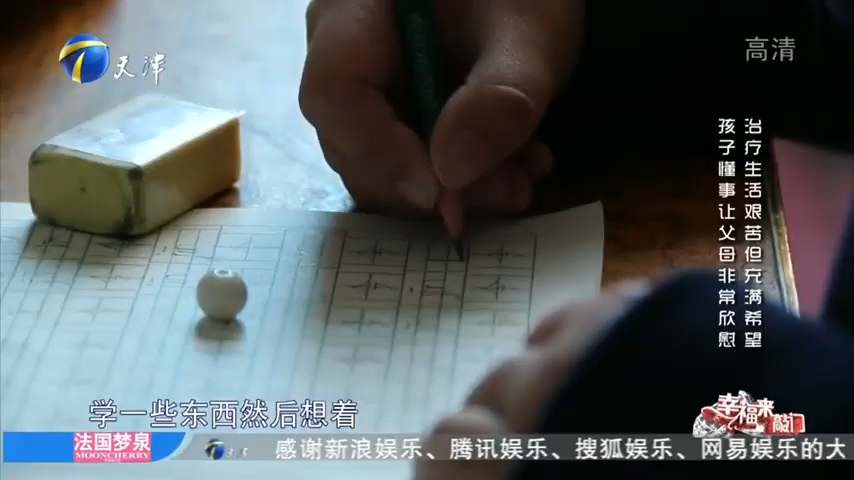 天津
高清
治疗生活艰苦但充满希望
孩子懂事让父母非常欣慰
学一些东西然后想着
幸福来敲门
法国梦泉
MOONCHERRY
天津
感谢新浪娱乐、腾讯娱乐、搜狐娱乐、网易娱乐的大